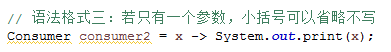 // 语法格式三：若只有一个参数，小括号可以省略不写
Consumer consumer2 = x -> System.out.print(x);